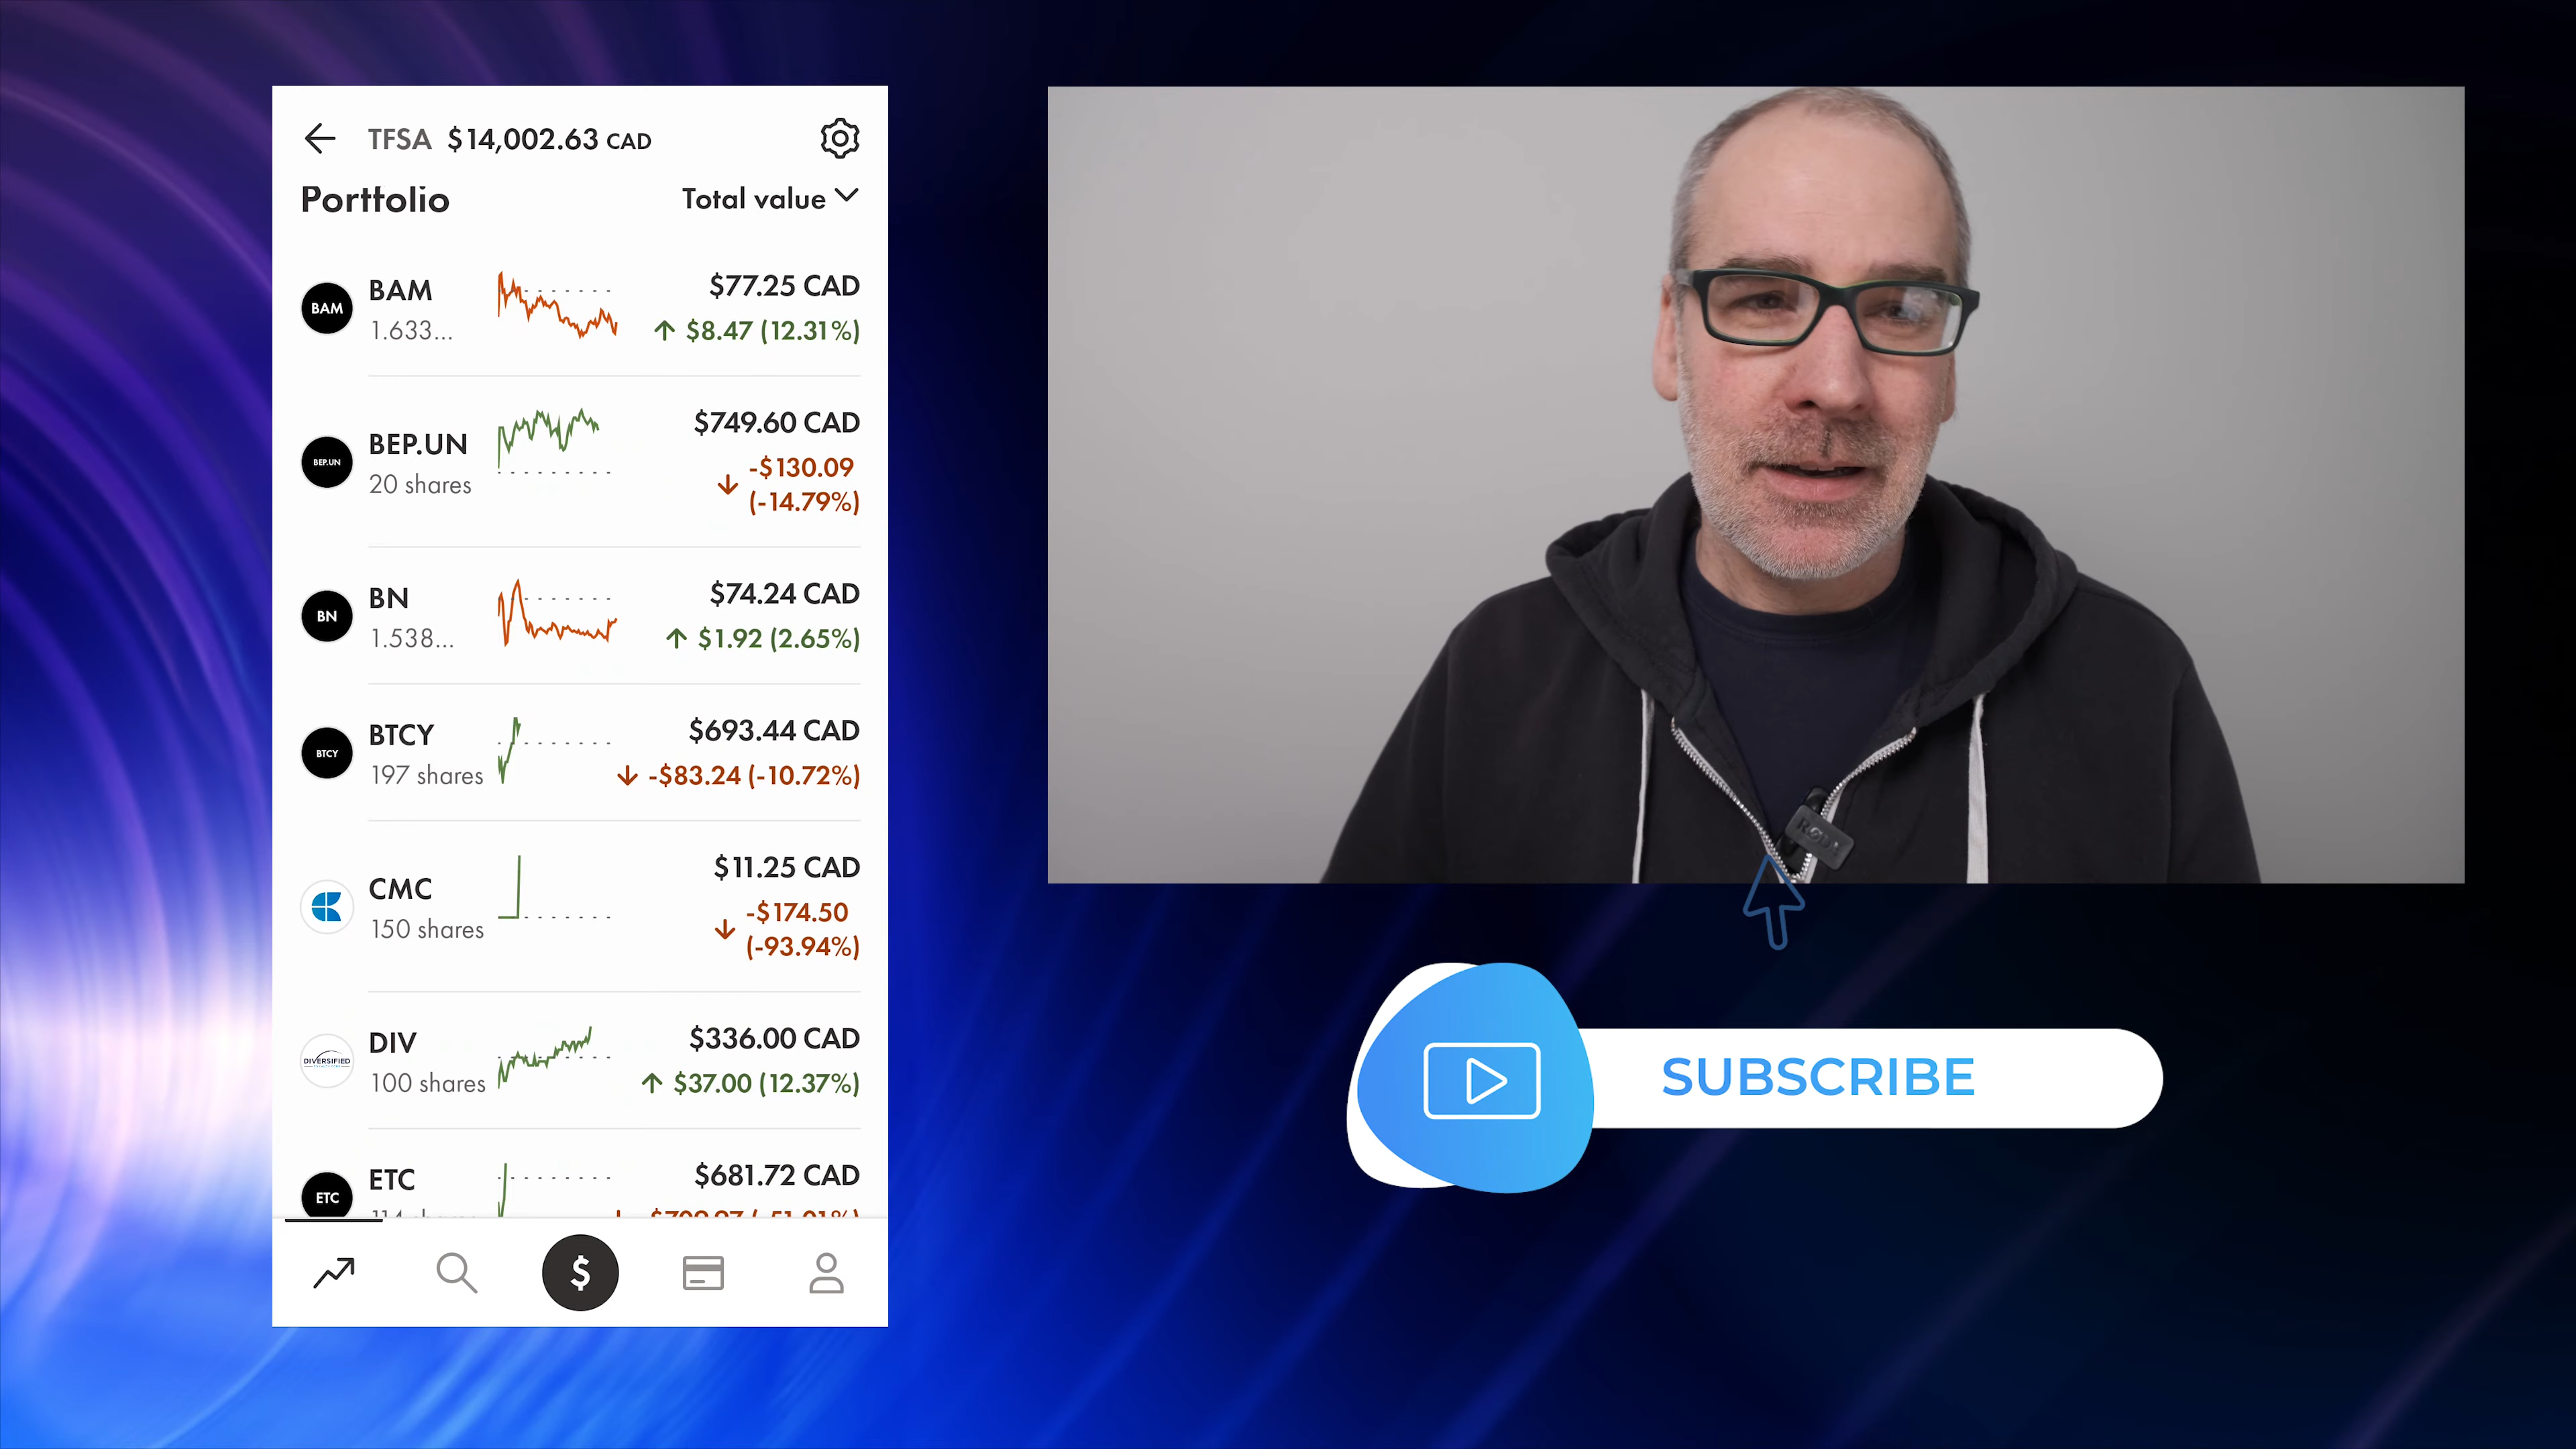 TFSA $14,002.63 CAD
Portfolio Total value
BAM BAM $77.25 CAD
1.633... $8.47 (12.31%)
BEP.UN BEP.UN $749.60 CAD
20 shares -$130.09
(-14.79%)
BN BN $74.24 CAD
1.538... $1.92 (2.65%)
BTCY BTCY $693.44 CAD
197 shares -$83.24 (-10.72%)
CMC $11.25 CAD
150 shares -$174.50
(-93.94%)
DIVERSIFIED DIV $336.00 CAD
100 shares $37.00 (12.37%)
ETC ETC $681.72 CAD
$
RØDE
SUBSCRIBE